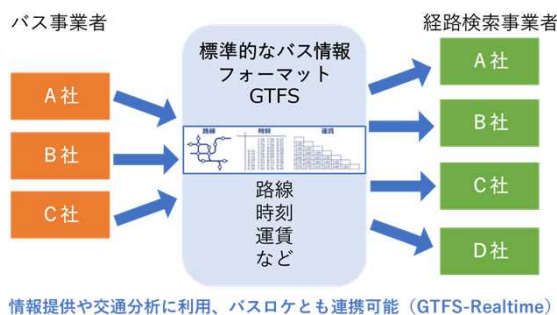 バス事業者
経路検索事業者
標準的なバス情報
フォーマット
GTFS
A社
B社
C社
路線
時刻
運賃
路線
時刻
運賃
など
A社
B社
C社
D社
情報提供や交通分析に利用、バスロケとも連携可能（GTFS-Realtime）